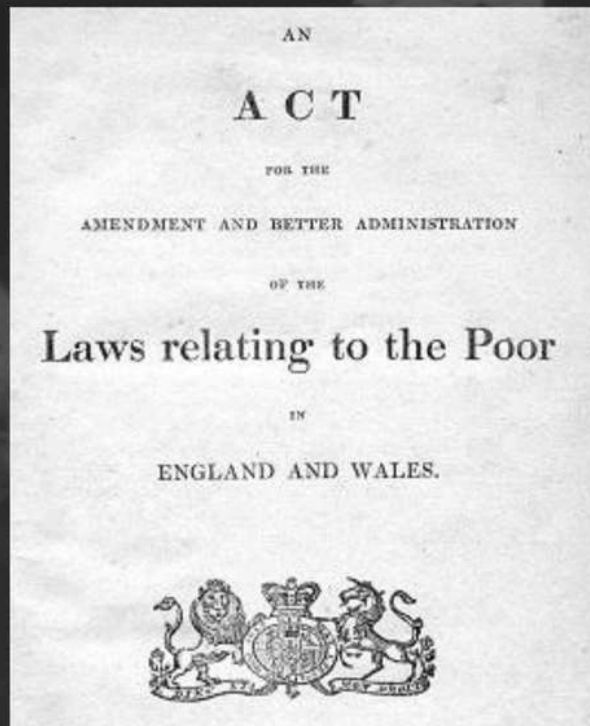 AN
ACT
FOR THE
AMENDMENT AND BETTER ADMINISTRATION
OF THE
Laws relating to the Poor
IN
ENGLAND AND WALES.